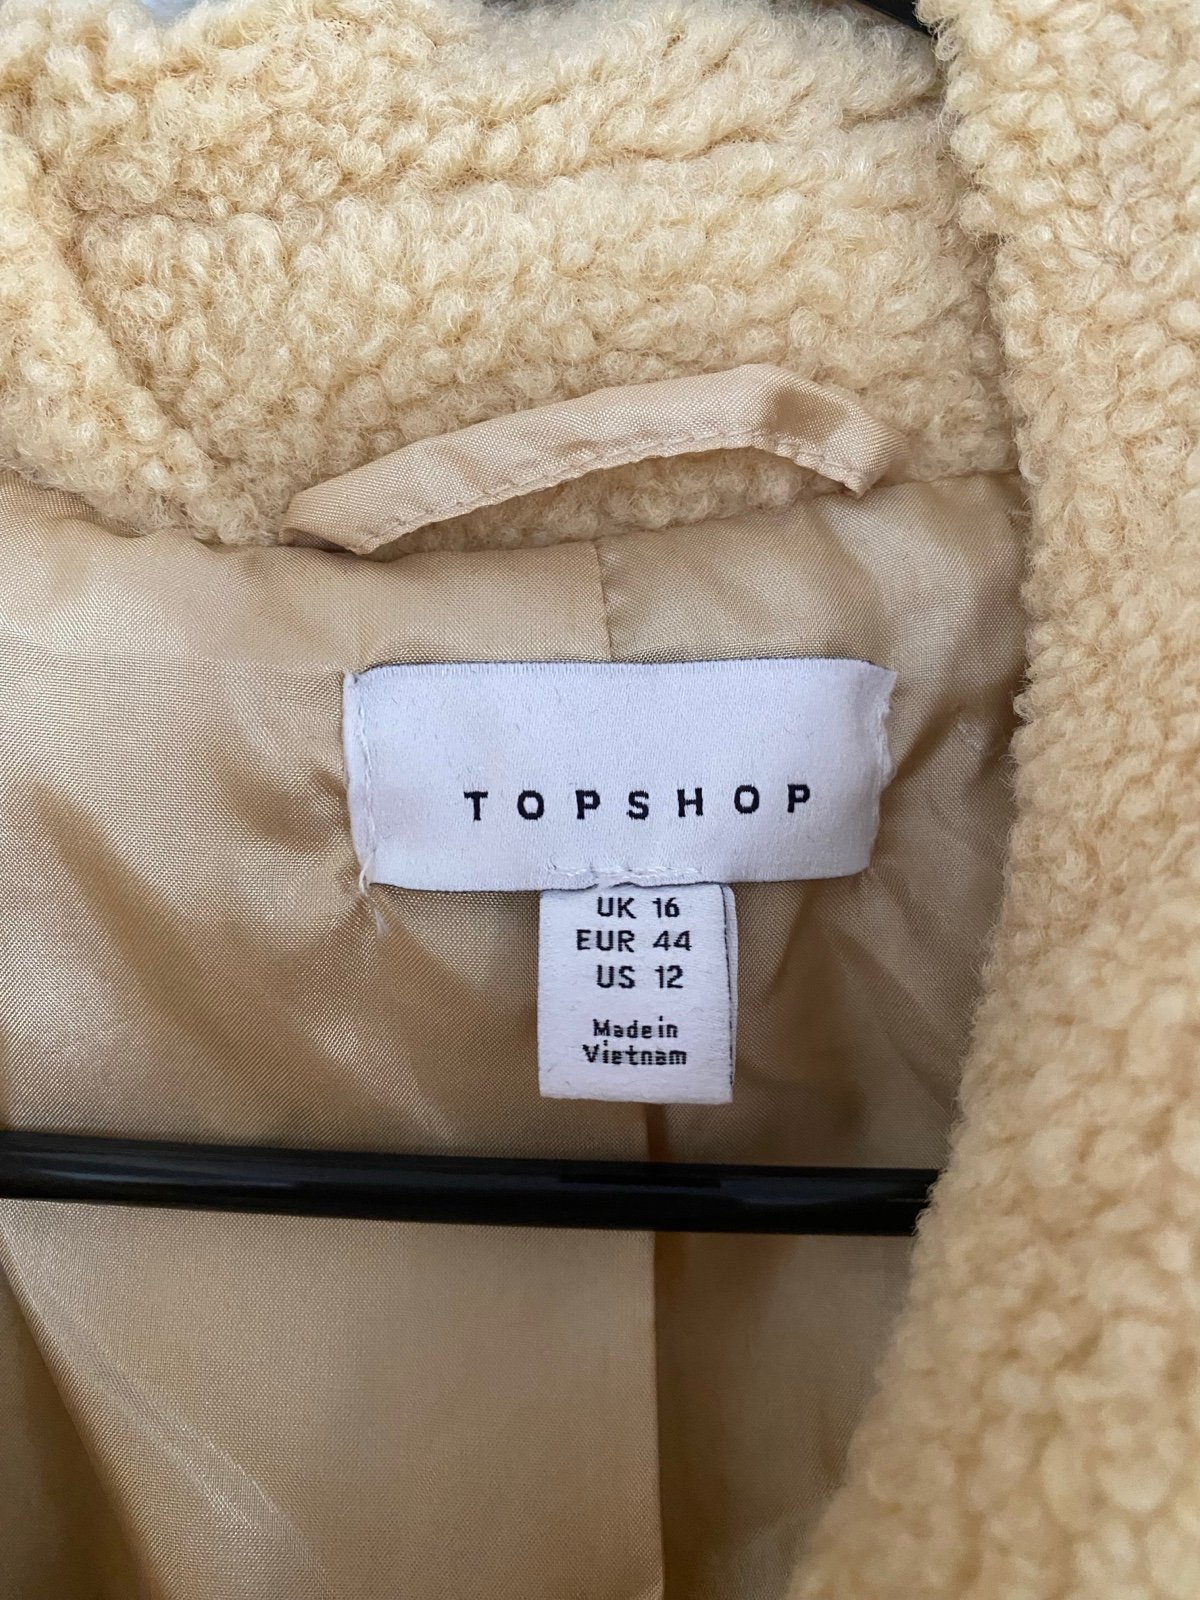 TOPSHOP
UK 16
EUR 44
US 12
Made in
Vietnam